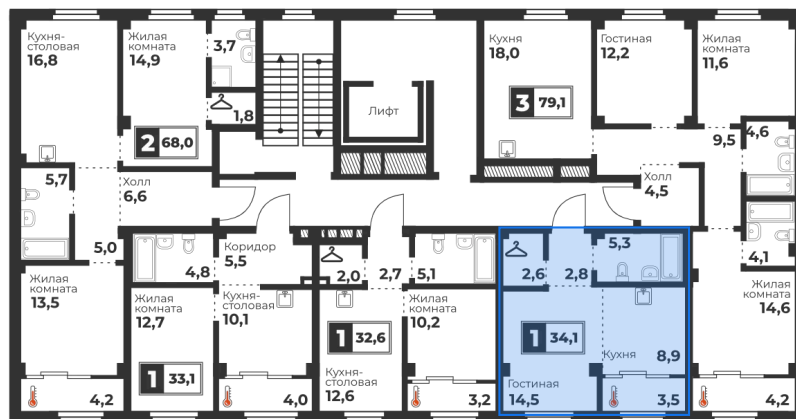 Кухня-
столовая
16,8
Жилая
комната
14,9
3,7
1,8
2 68,0
Лифт
Кухня
18,0
3 79,1
Гостиная
12,2
Жилая
комната
11,6
9,5
4,6
Холл
4,5
4,1
Жилая
комната
14,6
4,2
5,7
Холл
6,6
5,0
Жилая
комната
13,5
4,2
4,8
Коридор
5,5
Жилая
комната
12,7
Кухня-
столовая
10,1
1 33,1
4,0
2,0
2,7
5,1
1 32,6
Жилая
комната
10,2
Кухня-
столовая
12,6
3,2
2,6
2,8
5,3
1 34,1
Кухня
8,9
Гостиная
14,5
3,5